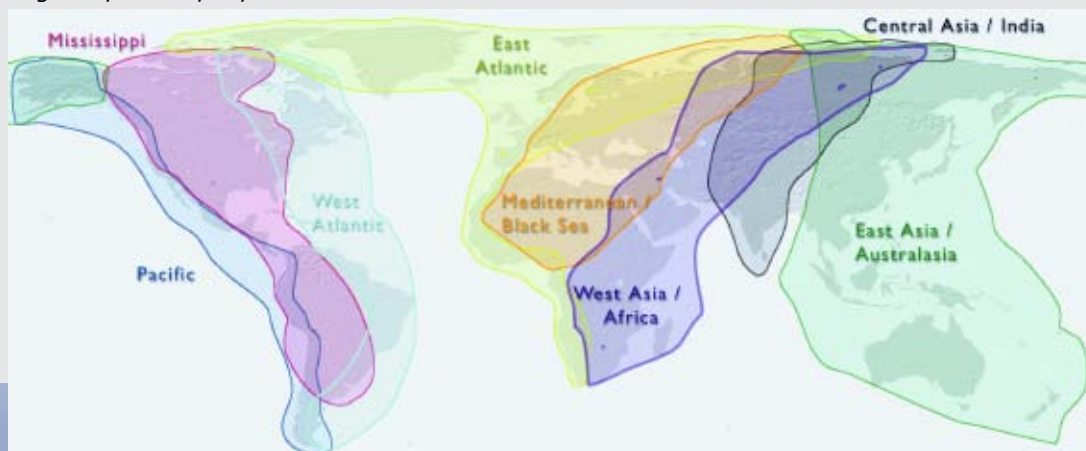 Mississippi
East
Atlantic
Central Asia / India
West
Atlantic
Mediterranean /
Black Sea
Pacific
West Asia /
Africa
East Asia /
Australasia